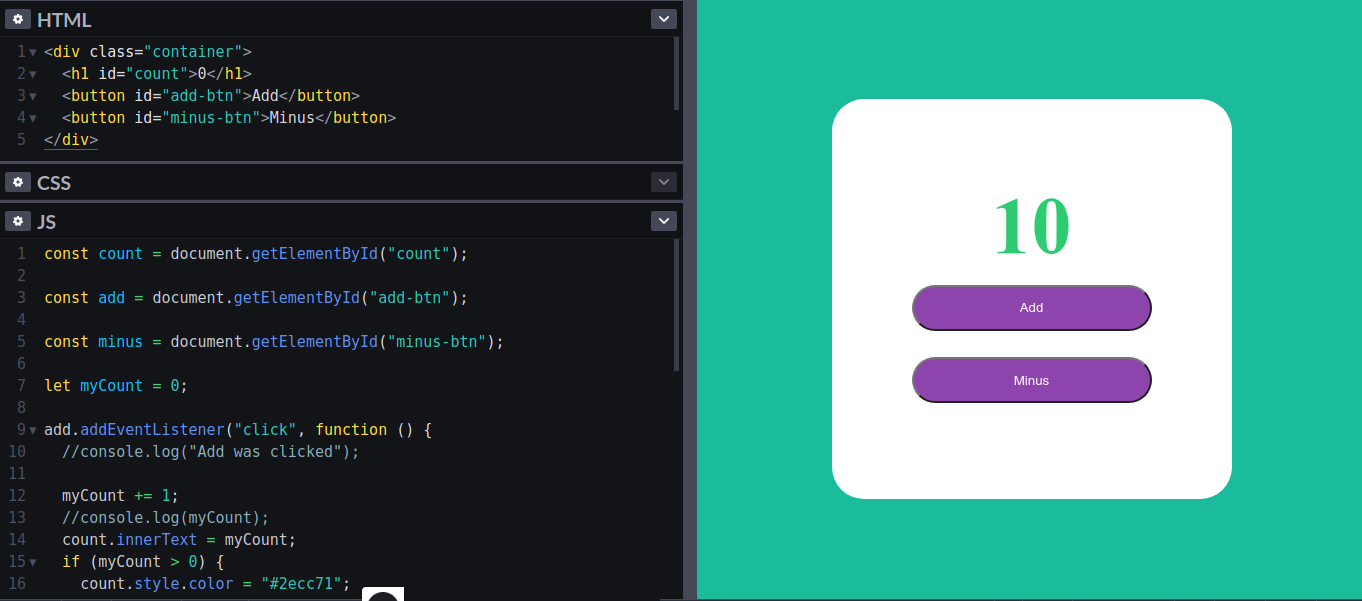 HTML
1 <div class="container">
2   <h1 id="count">0</h1>
3   <button id="add-btn">Add</button>
4   <button id="minus-btn">Minus</button>
5 </div>
CSS
JS
1 const count = document.getElementById("count");
2
3 const add = document.getElementById("add-btn");
4
5 const minus = document.getElementById("minus-btn");
6
7 let myCount = 0;
8
9 add.addEventListener("click", function () {
10   //console.log("Add was clicked");
11
12   myCount += 1;
13   //console.log(myCount);
14   count.innerText = myCount;
15   if (myCount > 0) {
16     count.style.color = "#2ecc71";
10
Add
Minus